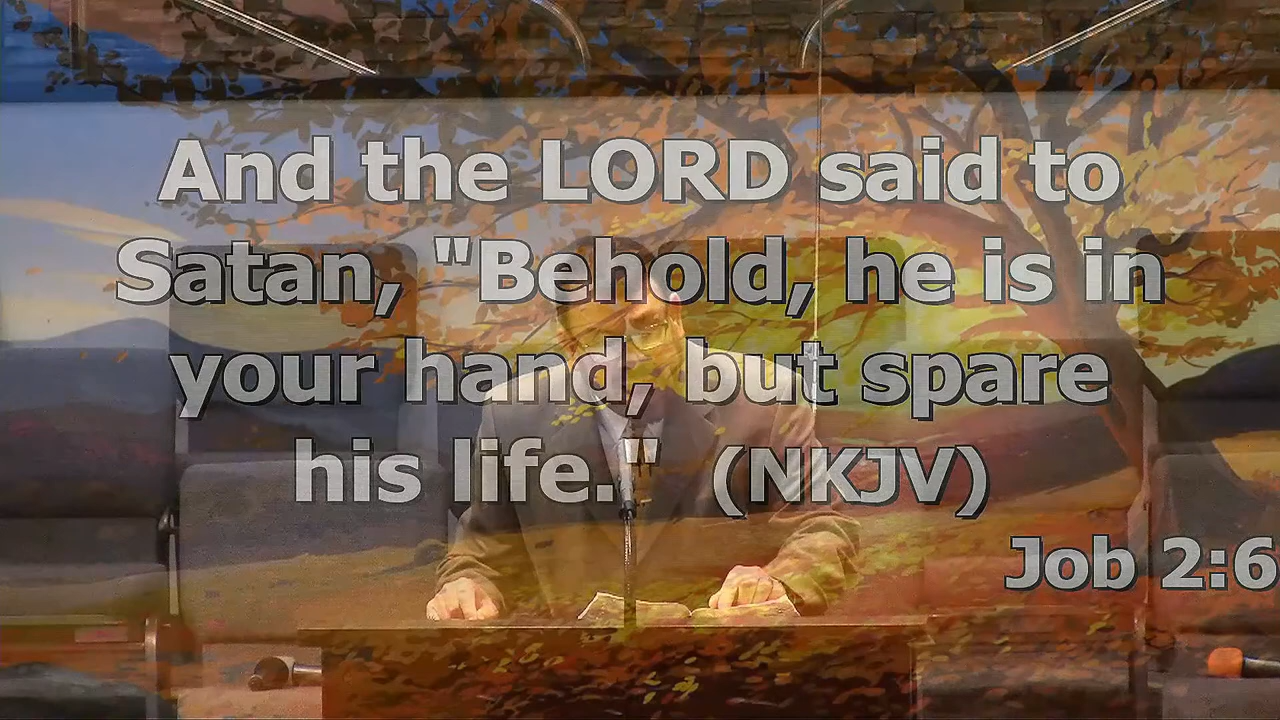 And the LORD said to
Satan, "Behold, he is in
your hand, but spare
his life." (NKJV)
Job 2:6